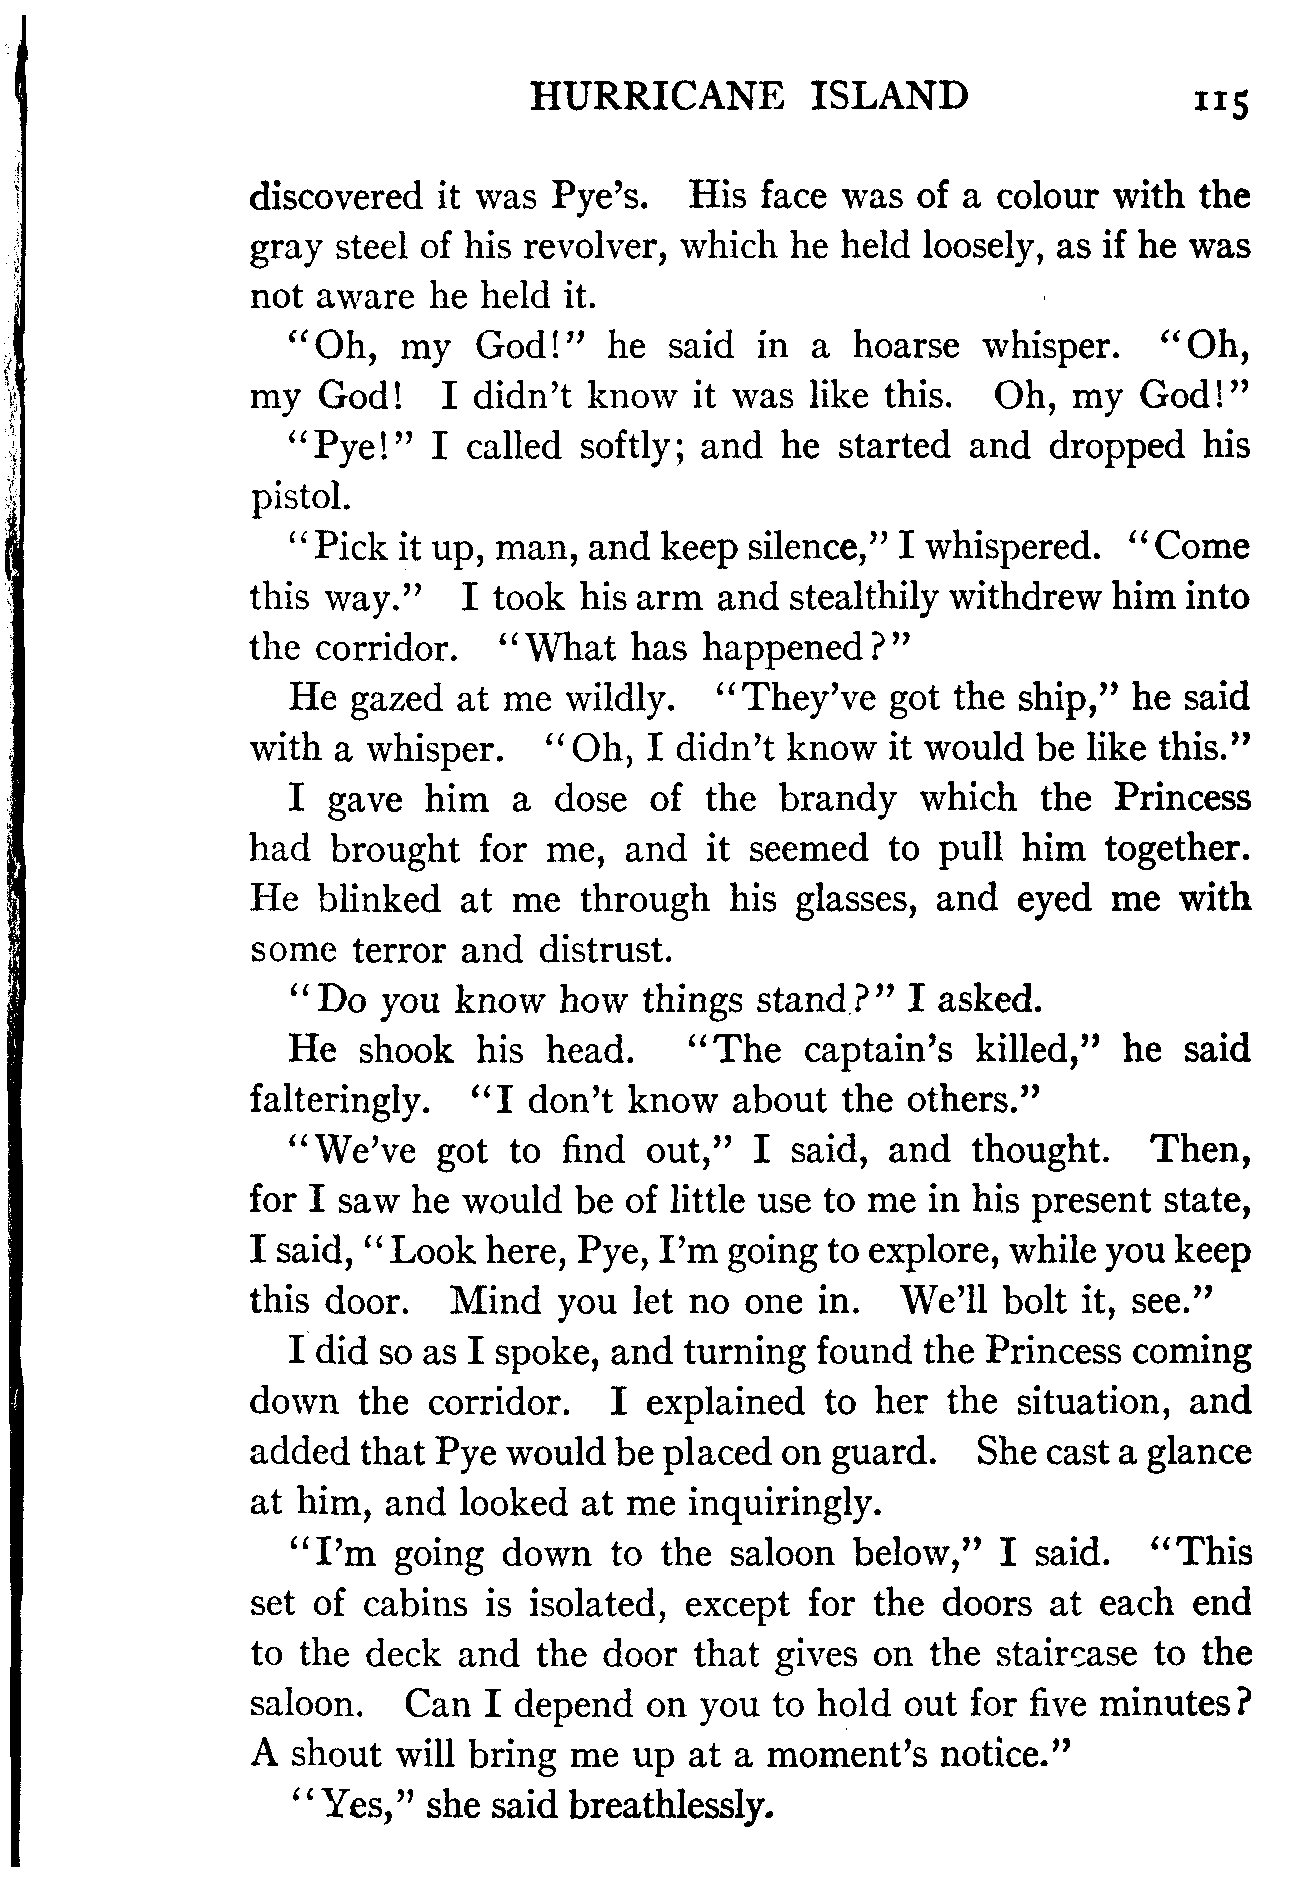 HURRICANE ISLAND 115
discovered it was Pye's. His face was of a colour with the
gray steel of his revolver, which he held loosely, as if he was
not aware he held it.
"Oh, my God!" he said in a hoarse whisper. "Oh,
my God! I didn't know it was like this. Oh, my God!"
"Pye!" I called softly; and he started and dropped his
pistol.
"Pick it up, man, and keep silence," I whispered. "Come
this way." I took his arm and stealthily withdrew him into
the corridor. "What has happened?"
He gazed at me wildly. "They've got the ship," he said
with a whisper. "Oh, I didn't know it would be like this."
I gave him a dose of the brandy which the Princess
had brought for me, and it seemed to pull him together.
He blinked at me through his glasses, and eyed me with
some terror and distrust.
"Do you know how things stand?" I asked.
He shook his head. "The captain's killed," he said
falteringly. "I don't know about the others."
"We've got to find out," I said, and thought. Then,
for I saw he would be of little use to me in his present state,
I said, "Look here, Pye, I'm going to explore, while you keep
this door. Mind you let no one in. We'll bolt it, see."
I did so as I spoke, and turning found the Princess coming
down the corridor. I explained to her the situation, and
added that Pye would be placed on guard. She cast a glance
at him, and looked at me inquiringly.
"I'm going down to the saloon below," I said. "This
set of cabins is isolated, except for the doors at each end
to the deck and the door that gives on the staircase to the
saloon. Can I depend on you to hold out for five minutes?
A shout will bring me up at a moment's notice."
"Yes," she said breathlessly.